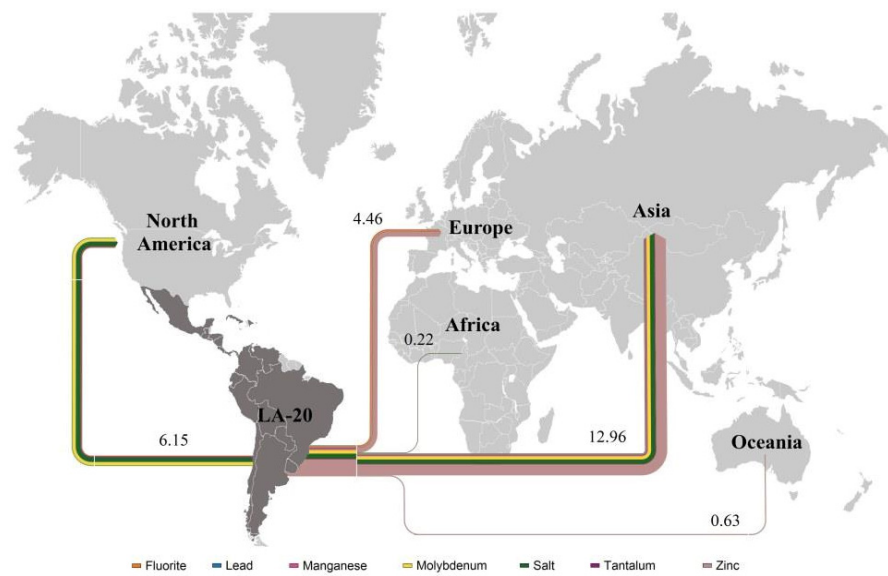 North
America
4.46
Europe
Asia
Africa
0.22
LA-20
6.15
12.96
Oceania
0.63
Fluorite Lead Manganese Molybdenum Salt Tantalum Zinc